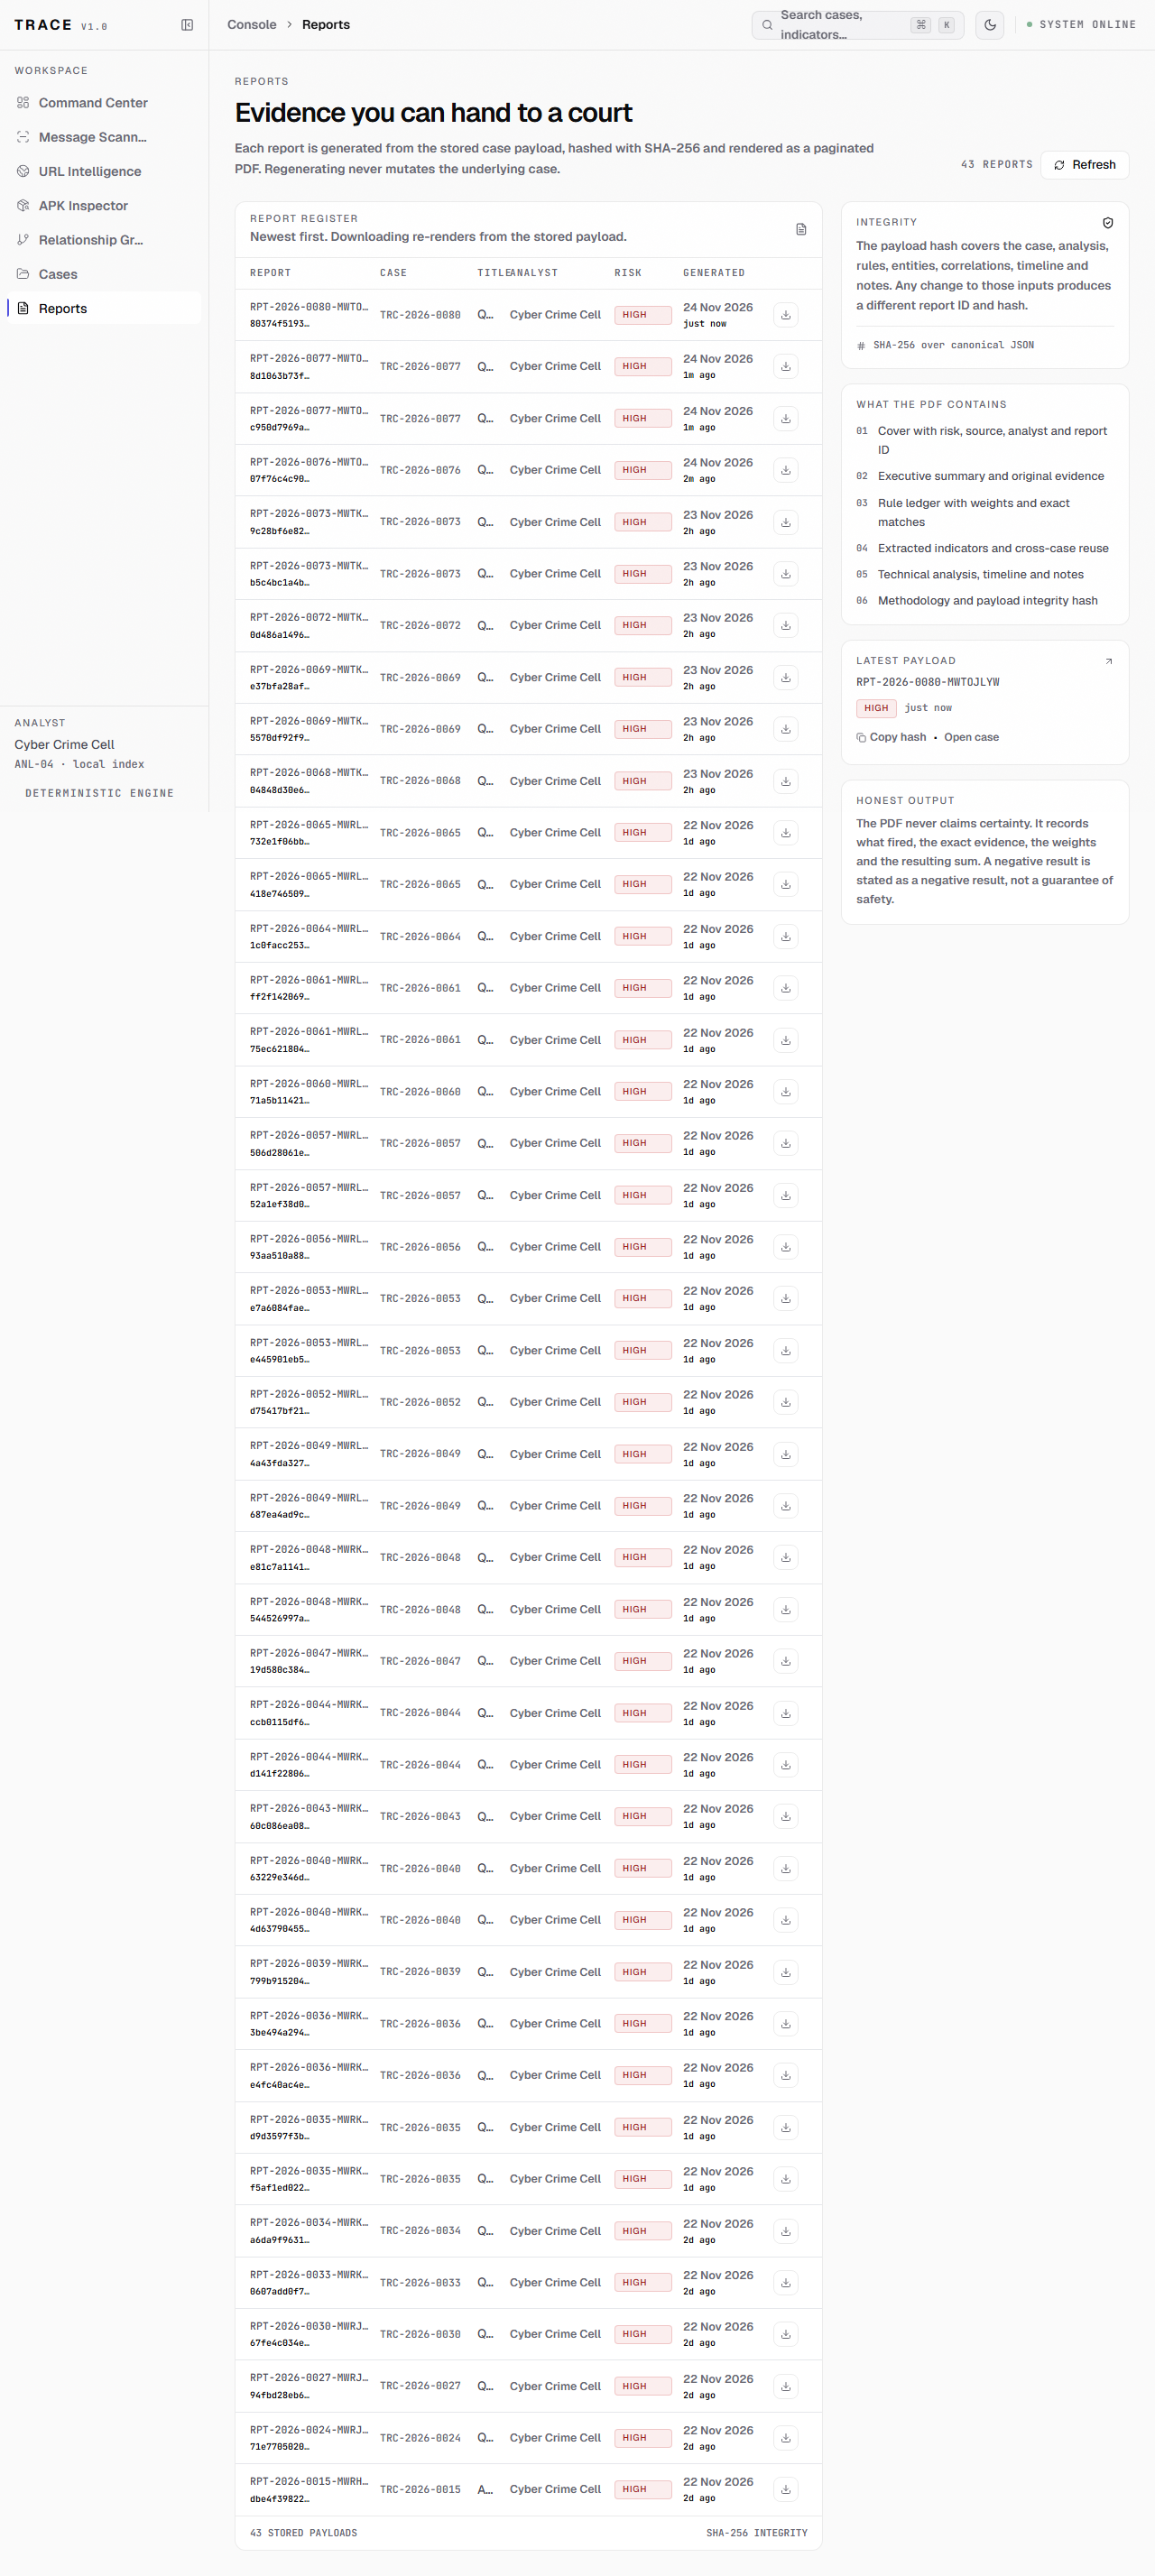 TRACE V1.0
Console > Reports
Search cases, indicators…
⌘ K
SYSTEM ONLINE
WORKSPACE
Command Center
Message Scann…
URL Intelligence
APK Inspector
Relationship Gr…
Cases
Reports
ANALYST
Cyber Crime Cell
ANL-04 · local index
DETERMINISTIC ENGINE
REPORTS
Evidence you can hand to a court
Each report is generated from the stored case payload, hashed with SHA-256 and rendered as a paginated
PDF. Regenerating never mutates the underlying case.
43 REPORTS
Refresh
REPORT REGISTER
Newest first. Downloading re-renders from the stored payload.
REPORT CASE TITLE ANALYST RISK GENERATED
RPT-2026-0080-MWTO… TRC-2026-0080 Q… Cyber Crime Cell HIGH 24 Nov 2026
80374f5193… just now
RPT-2026-0077-MWTO… TRC-2026-0077 Q… Cyber Crime Cell HIGH 24 Nov 2026
8d1063b73f… 1m ago
RPT-2026-0077-MWTO… TRC-2026-0077 Q… Cyber Crime Cell HIGH 24 Nov 2026
c950d7969a… 1m ago
RPT-2026-0076-MWTO… TRC-2026-0076 Q… Cyber Crime Cell HIGH 24 Nov 2026
07f76c4c90… 2m ago
RPT-2026-0073-MWTK… TRC-2026-0073 Q… Cyber Crime Cell HIGH 23 Nov 2026
9c28bf6e82… 2h ago
RPT-2026-0073-MWTK… TRC-2026-0073 Q… Cyber Crime Cell HIGH 23 Nov 2026
b5c4bc1a4b… 2h ago
RPT-2026-0072-MWTK… TRC-2026-0072 Q… Cyber Crime Cell HIGH 23 Nov 2026
0d486a1496… 2h ago
RPT-2026-0069-MWTK… TRC-2026-0069 Q… Cyber Crime Cell HIGH 23 Nov 2026
e37bfa28af… 2h ago
RPT-2026-0069-MWTK… TRC-2026-0069 Q… Cyber Crime Cell HIGH 23 Nov 2026
5570df92f9… 2h ago
RPT-2026-0068-MWTK… TRC-2026-0068 Q… Cyber Crime Cell HIGH 23 Nov 2026
04848d30e6… 2h ago
RPT-2026-0065-MWRL… TRC-2026-0065 Q… Cyber Crime Cell HIGH 22 Nov 2026
732e1f06bb… 1d ago
RPT-2026-0065-MWRL… TRC-2026-0065 Q… Cyber Crime Cell HIGH 22 Nov 2026
418e746509… 1d ago
RPT-2026-0064-MWRL… TRC-2026-0064 Q… Cyber Crime Cell HIGH 22 Nov 2026
1c0facc253… 1d ago
RPT-2026-0061-MWRL… TRC-2026-0061 Q… Cyber Crime Cell HIGH 22 Nov 2026
ff2f142069… 1d ago
RPT-2026-0061-MWRL… TRC-2026-0061 Q… Cyber Crime Cell HIGH 22 Nov 2026
75ec621804… 1d ago
RPT-2026-0060-MWRL… TRC-2026-0060 Q… Cyber Crime Cell HIGH 22 Nov 2026
71a5b11421… 1d ago
RPT-2026-0057-MWRL… TRC-2026-0057 Q… Cyber Crime Cell HIGH 22 Nov 2026
506d28061e… 1d ago
RPT-2026-0057-MWRL… TRC-2026-0057 Q… Cyber Crime Cell HIGH 22 Nov 2026
52a1ef38d0… 1d ago
RPT-2026-0056-MWRL… TRC-2026-0056 Q… Cyber Crime Cell HIGH 22 Nov 2026
93aa510a88… 1d ago
RPT-2026-0053-MWRL… TRC-2026-0053 Q… Cyber Crime Cell HIGH 22 Nov 2026
e7a6084fae… 1d ago
RPT-2026-0053-MWRL… TRC-2026-0053 Q… Cyber Crime Cell HIGH 22 Nov 2026
e445901eb5… 1d ago
RPT-2026-0052-MWRL… TRC-2026-0052 Q… Cyber Crime Cell HIGH 22 Nov 2026
d75417bf21… 1d ago
RPT-2026-0049-MWRL… TRC-2026-0049 Q… Cyber Crime Cell HIGH 22 Nov 2026
4a43fda327… 1d ago
RPT-2026-0049-MWRL… TRC-2026-0049 Q… Cyber Crime Cell HIGH 22 Nov 2026
687ea4ad9c… 1d ago
RPT-2026-0048-MWRK… TRC-2026-0048 Q… Cyber Crime Cell HIGH 22 Nov 2026
e81c7a1141… 1d ago
RPT-2026-0048-MWRK… TRC-2026-0048 Q… Cyber Crime Cell HIGH 22 Nov 2026
544526997a… 1d ago
RPT-2026-0047-MWRK… TRC-2026-0047 Q… Cyber Crime Cell HIGH 22 Nov 2026
19d580c384… 1d ago
RPT-2026-0044-MWRK… TRC-2026-0044 Q… Cyber Crime Cell HIGH 22 Nov 2026
ccb0115df6… 1d ago
RPT-2026-0044-MWRK… TRC-2026-0044 Q… Cyber Crime Cell HIGH 22 Nov 2026
d141f22806… 1d ago
RPT-2026-0043-MWRK… TRC-2026-0043 Q… Cyber Crime Cell HIGH 22 Nov 2026
60c086ea08… 1d ago
RPT-2026-0040-MWRK… TRC-2026-0040 Q… Cyber Crime Cell HIGH 22 Nov 2026
63229e346d… 1d ago
RPT-2026-0040-MWRK… TRC-2026-0040 Q… Cyber Crime Cell HIGH 22 Nov 2026
4d63790455… 1d ago
RPT-2026-0039-MWRK… TRC-2026-0039 Q… Cyber Crime Cell HIGH 22 Nov 2026
799b915204… 1d ago
RPT-2026-0036-MWRK… TRC-2026-0036 Q… Cyber Crime Cell HIGH 22 Nov 2026
3be494a294… 1d ago
RPT-2026-0036-MWRK… TRC-2026-0036 Q… Cyber Crime Cell HIGH 22 Nov 2026
e4fc40ac4e… 1d ago
RPT-2026-0035-MWRK… TRC-2026-0035 Q… Cyber Crime Cell HIGH 22 Nov 2026
d9d3597f3b… 1d ago
RPT-2026-0035-MWRK… TRC-2026-0035 Q… Cyber Crime Cell HIGH 22 Nov 2026
f5af1ed022… 1d ago
RPT-2026-0034-MWRK… TRC-2026-0034 Q… Cyber Crime Cell HIGH 22 Nov 2026
a6da9f9631… 2d ago
RPT-2026-0033-MWRK… TRC-2026-0033 Q… Cyber Crime Cell HIGH 22 Nov 2026
0607add0f7… 2d ago
RPT-2026-0030-MWRJ… TRC-2026-0030 Q… Cyber Crime Cell HIGH 22 Nov 2026
67fe4c034e… 2d ago
RPT-2026-0027-MWRJ… TRC-2026-0027 Q… Cyber Crime Cell HIGH 22 Nov 2026
94fbd28eb6… 2d ago
RPT-2026-0024-MWRJ… TRC-2026-0024 Q… Cyber Crime Cell HIGH 22 Nov 2026
71e7705020… 2d ago
RPT-2026-0015-MWRH… TRC-2026-0015 A… Cyber Crime Cell HIGH 22 Nov 2026
dbe4f39822… 2d ago
43 STORED PAYLOADS SHA-256 INTEGRITY
INTEGRITY
The payload hash covers the case, analysis,
rules, entities, correlations, timeline and
notes. Any change to those inputs produces
a different report ID and hash.
# SHA-256 over canonical JSON
WHAT THE PDF CONTAINS
01 Cover with risk, source, analyst and report
ID
02 Executive summary and original evidence
03 Rule ledger with weights and exact
matches
04 Extracted indicators and cross-case reuse
05 Technical analysis, timeline and notes
06 Methodology and payload integrity hash
LATEST PAYLOAD
RPT-2026-0080-MWTOJLYW
HIGH just now
Copy hash • Open case
HONEST OUTPUT
The PDF never claims certainty. It records
what fired, the exact evidence, the weights
and the resulting sum. A negative result is
stated as a negative result, not a guarantee of
safety.